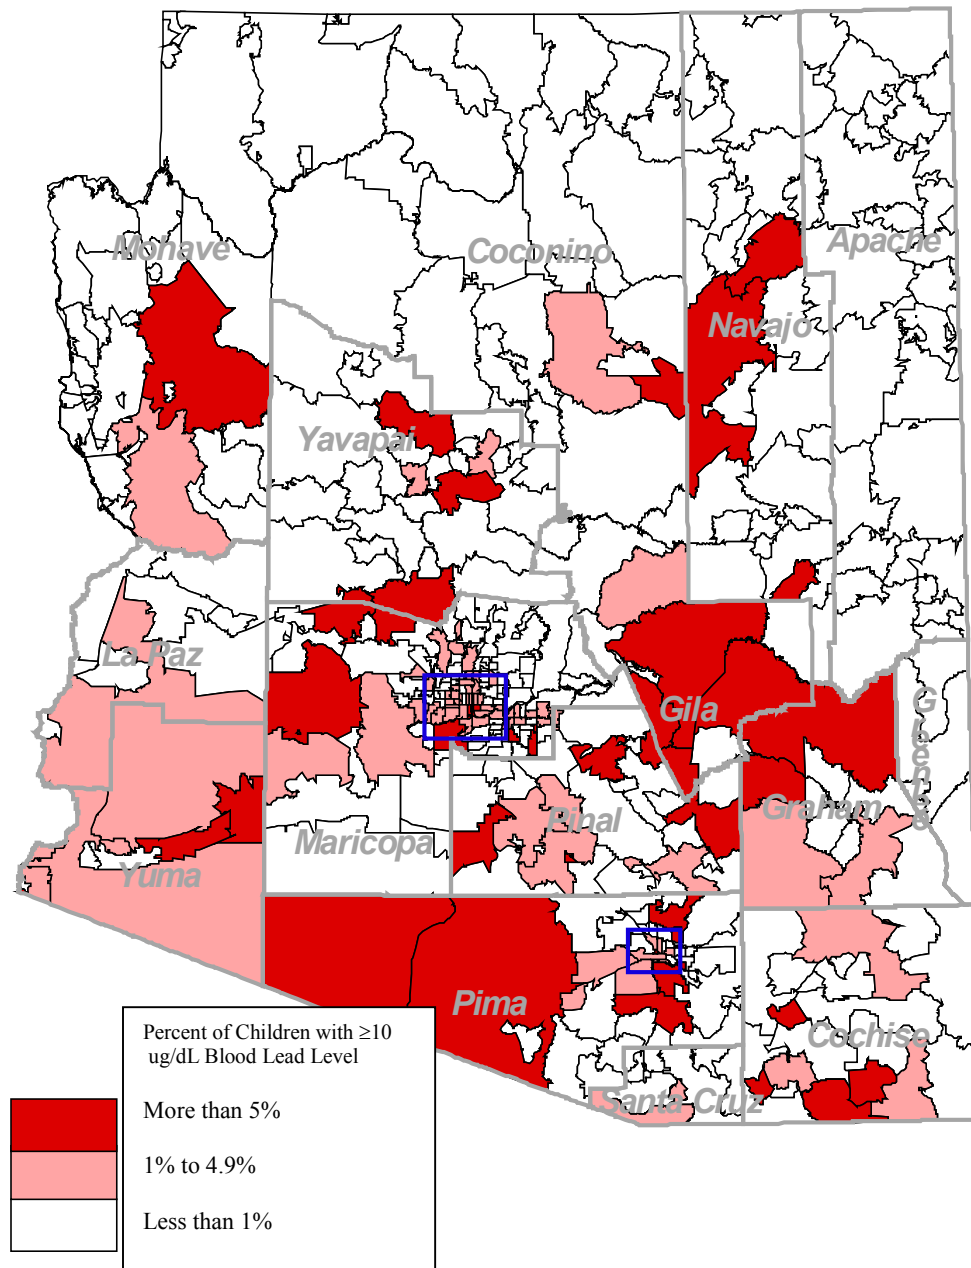 Mohave
Coconino
Apache
Navajo
Yavapai
La Paz
Gila
Greenlee
Graham
Maricopa
Pinal
Yuma
Pima
Cochise
Santa Cruz
Percent of Children with ≥10
ug/dL Blood Lead Level
More than 5%
1% to 4.9%
Less than 1%